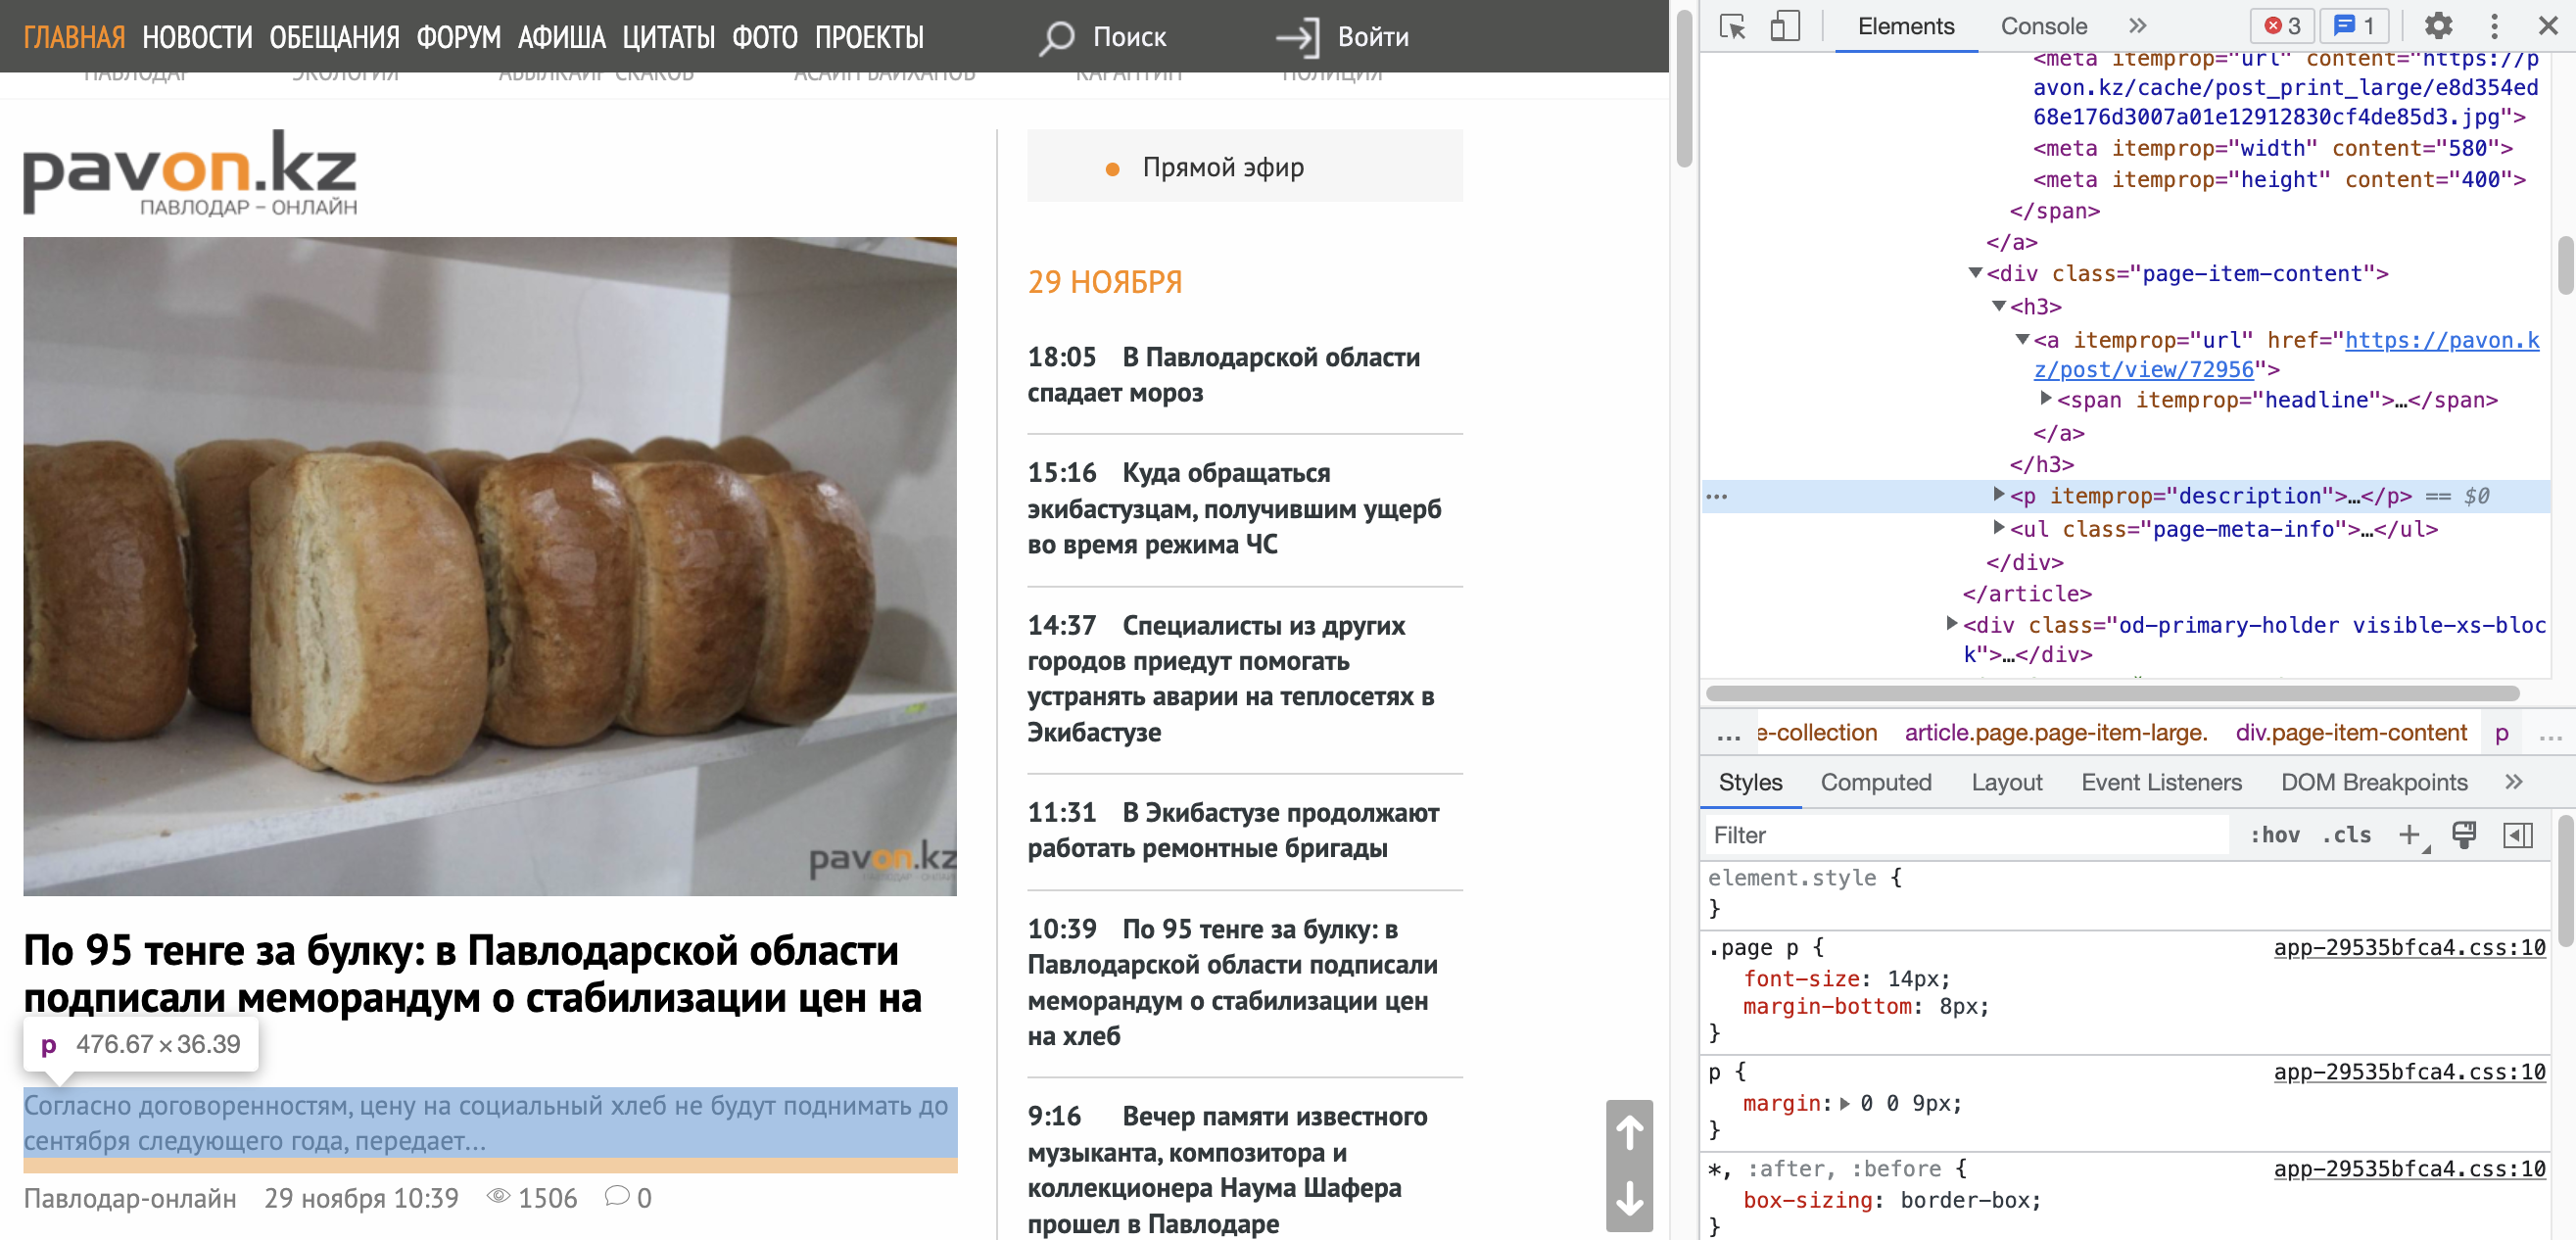 ГЛАВНАЯ НОВОСТИ ОБЕЩАНИЯ ФОРУМ АФИША ЦИТАТЫ ФОТО ПРОЕКТЫ
Поиск
Войти
ПАВЛОДАР ЭКОЛОГИЯ АБЫЛКАИР СКАКОВ АСАИН БАЙХАНОВ КАРАНТИН ПОЛИЦИЯ
pavon.kz
ПАВЛОДАР – ОНЛАЙН
pavon.kz
ПАВЛОДАР - ОНЛАЙН
По 95 тенге за булку: в Павлодарской области
подписали меморандум о стабилизации цен на
p 476.67 × 36.39
Согласно договоренностям, цену на социальный хлеб не будут поднимать до
сентября следующего года, передает...
Павлодар-онлайн 29 ноября 10:39 1506 0
Прямой эфир
29 НОЯБРЯ
18:05 В Павлодарской области
спадает мороз
15:16 Куда обращаться
экибастузцам, получившим ущерб
во время режима ЧС
14:37 Специалисты из других
городов приедут помогать
устранять аварии на теплосетях в
Экибастузе
11:31 В Экибастузе продолжают
работать ремонтные бригады
10:39 По 95 тенге за булку: в
Павлодарской области подписали
меморандум о стабилизации цен
на хлеб
9:16 Вечер памяти известного
музыканта, композитора и
коллекционера Наума Шафера
прошел в Павлодаре
Elements Console » 3 1
<meta itemprop="url" content="https://p
avon.kz/cache/post_print_large/e8d354ed
68e176d3007a01e12912830cf4de85d3.jpg">
<meta itemprop="width" content="580">
<meta itemprop="height" content="400">
</span>
</a>
<div class="page-item-content">
<h3>
<a itemprop="url" href="https://pavon.k
z/post/view/72956">
<span itemprop="headline">…</span>
</a>
</h3>
… <p itemprop="description">…</p> == $0
<ul class="page-meta-info">…</ul>
</div>
</article>
<div class="od-primary-holder visible-xs-bloc
k">…</div>
… e-collection article.page.page-item-large. div.page-item-content p …
Styles Computed Layout Event Listeners DOM Breakpoints »
Filter :hov .cls +
element.style {
}
.page p { app-29535bfca4.css:10
font-size: 14px;
margin-bottom: 8px;
}
p { app-29535bfca4.css:10
margin: 0 0 9px;
}
*, :after, :before { app-29535bfca4.css:10
box-sizing: border-box;
}